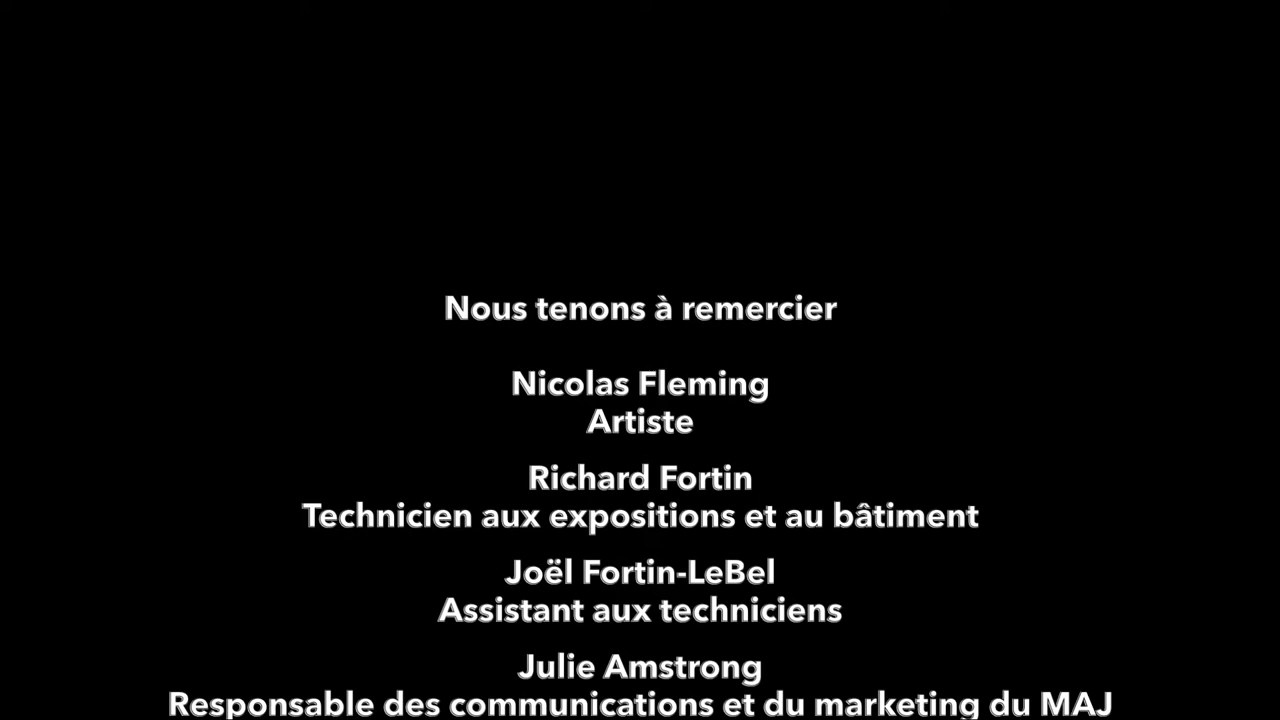 Nous tenons à remercier
Nicolas Fleming
Artiste
Richard Fortin
Technicien aux expositions et au bâtiment
Joël Fortin-LeBel
Assistant aux techniciens
Julie Amstrong
Responsable des communications et du marketing du MAJ